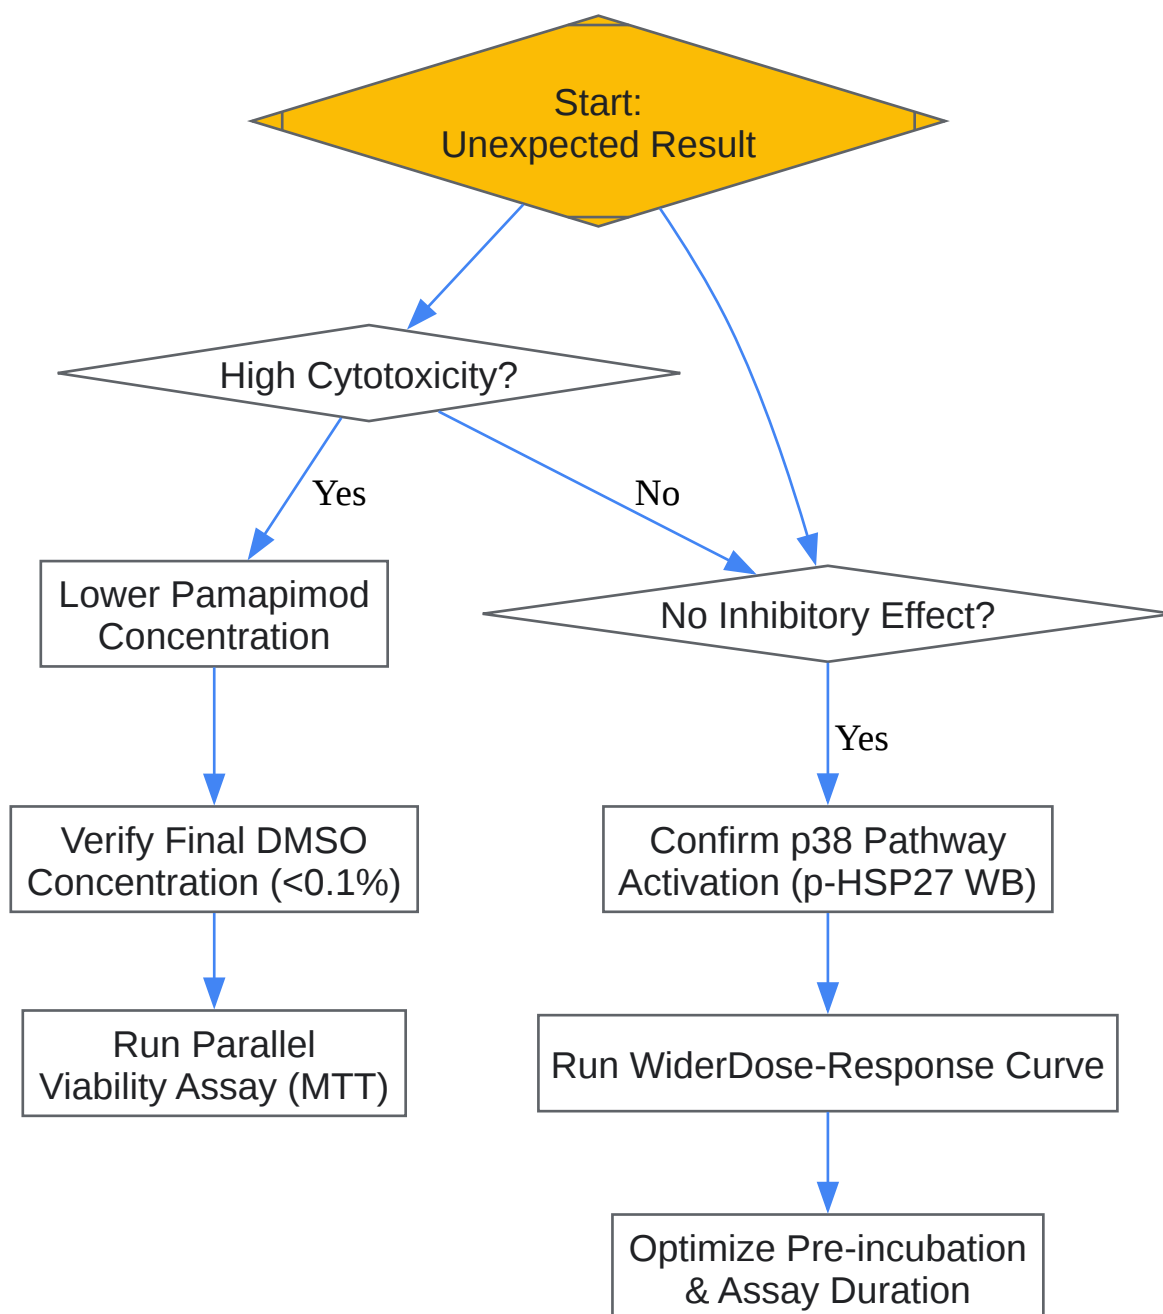 Start:
Unexpected Result
High Cytotoxicity?
Yes
No
Lower Pamapimod
Concentration
No Inhibitory Effect?
Yes
Verify Final DMSO
Concentration (<0.1%)
Confirm p38 Pathway
Activation (p-HSP27 WB)
Run Parallel
Viability Assay (MTT)
Run WiderDose-Response Curve
Optimize Pre-incubation
& Assay Duration